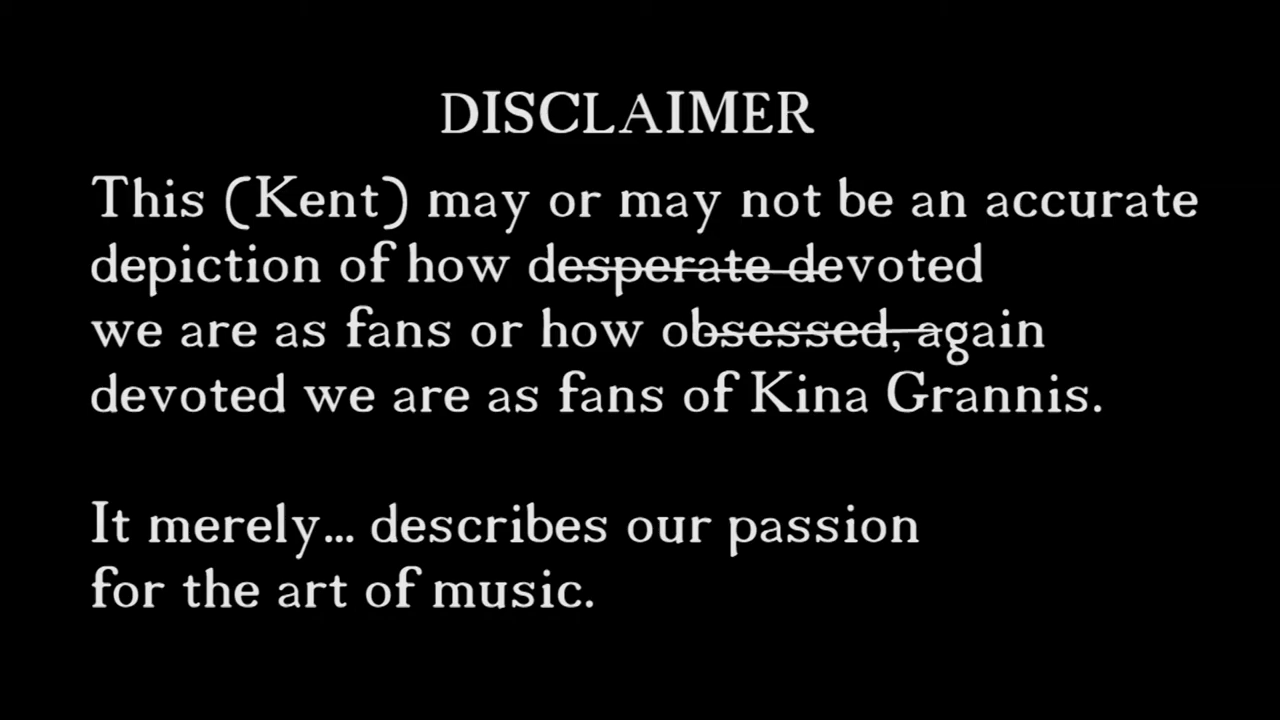 DISCLAIMER
This (Kent) may or may not be an accurate
depiction of how desperate devoted
we are as fans or how obsessed, again
devoted we are as fans of Kina Grannis.
It merely... describes our passion
for the art of music.